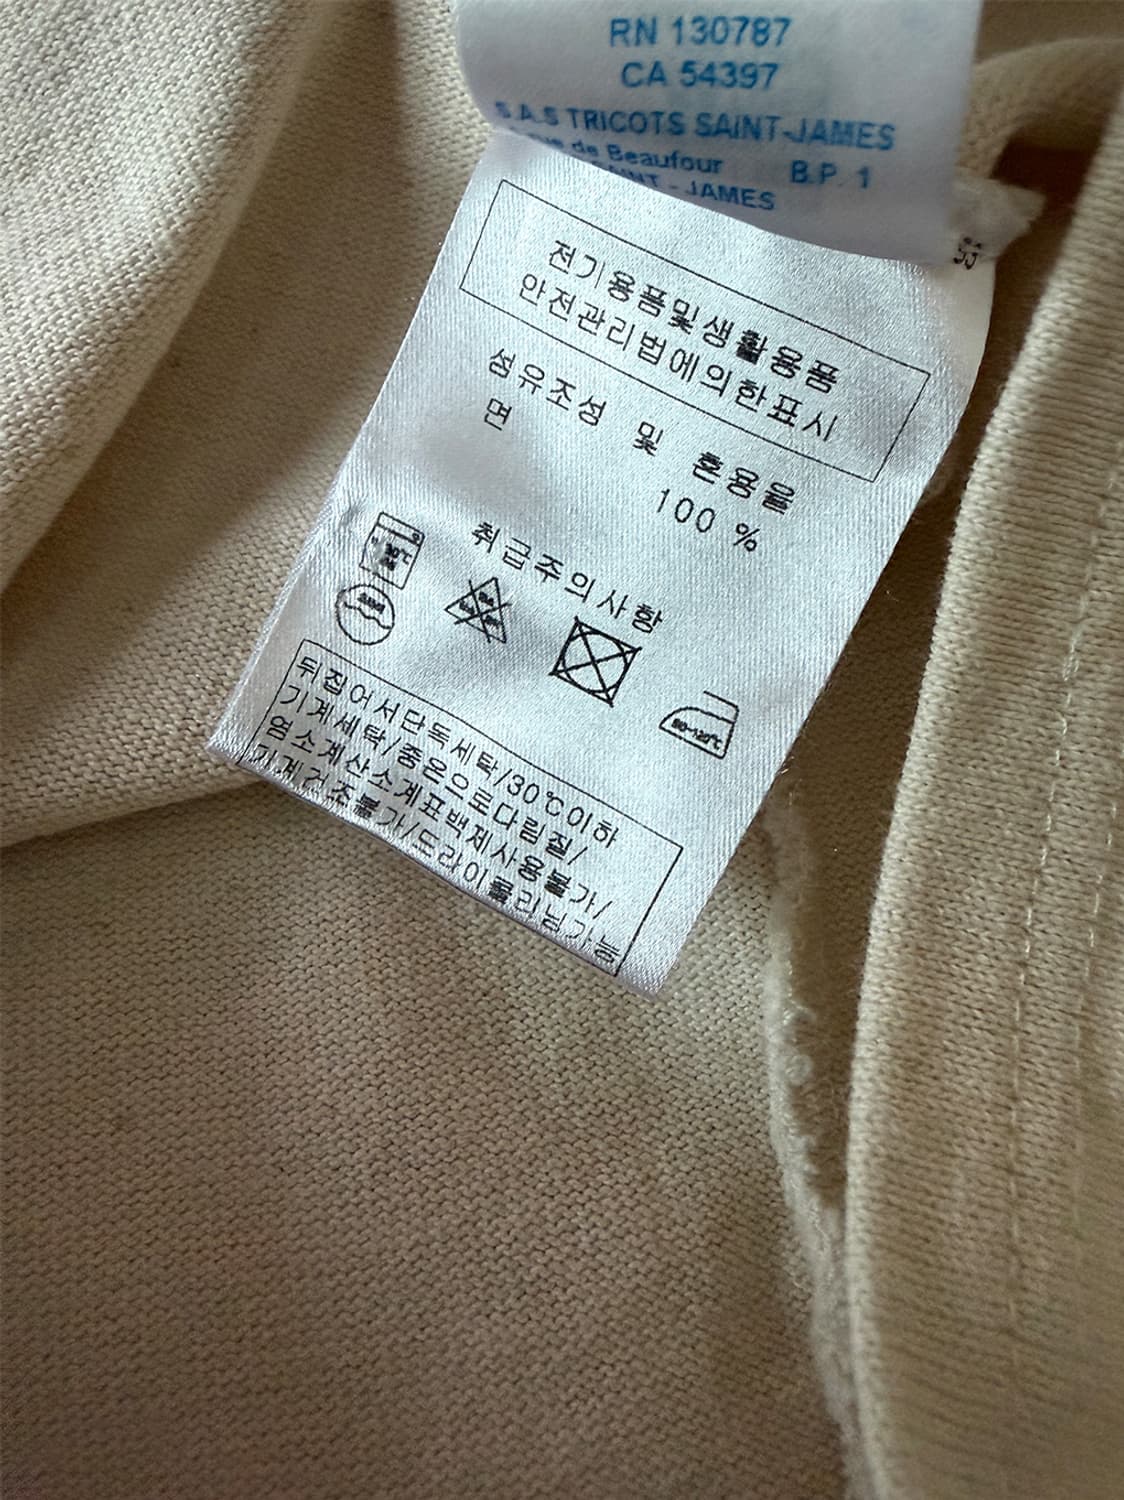 RN 130787
CA 54397
S.A.S TRICOTS SAINT-JAMES
de Beaufour B.P. 1
- JAMES
전기용품및생활용품
안전관리법에의한표시
섬유조성 및 혼용율
면 100 %
취급주의사항
30℃
80~120℃
뒤집어서단독세탁/30℃이하
기계세탁/중온으로다림질/
염소계산소계표백제사용불가/
기계건조불가/드라이클리닝가능